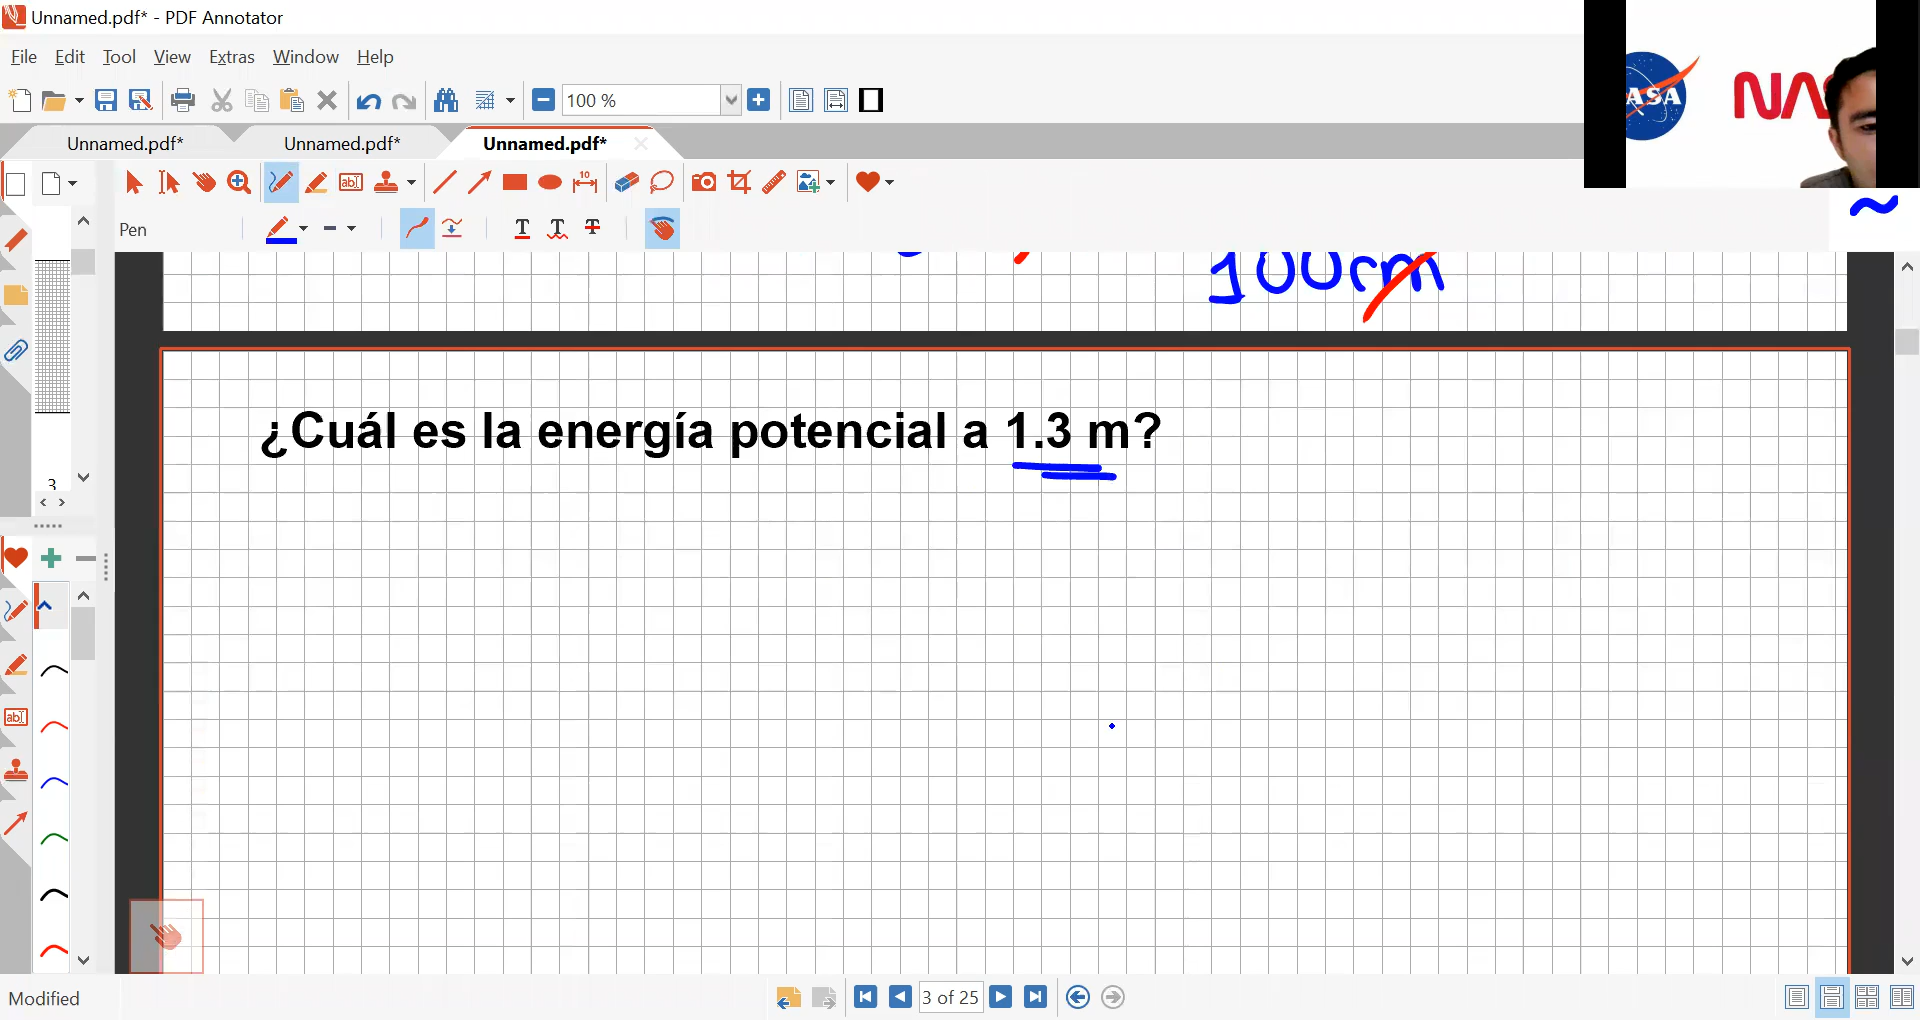 Unnamed.pdf* - PDF Annotator
File Edit Tool View Extras Window Help
100 %
Unnamed.pdf* Unnamed.pdf* Unnamed.pdf*
Pen
100cm
¿Cuál es la energía potencial a 1.3 m?
3
Modified
3 of 25